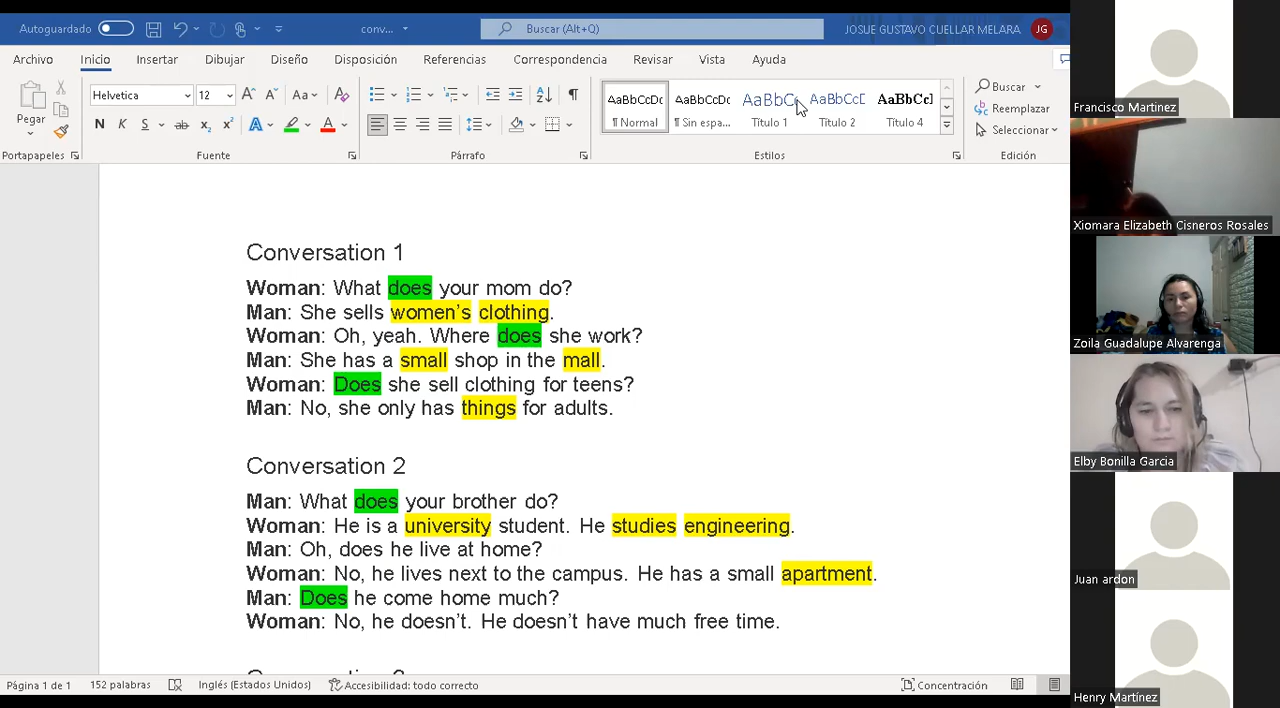 Autoguardado
conv...
Buscar (Alt+Q)
JOSUE GUSTAVO CUELLAR MELARA
JG
Archivo Inicio Insertar Dibujar Diseño Disposición Referencias Correspondencia Revisar Vista Ayuda
Pegar
Portapapeles
Helvetica 12
Aa
N K S ab x₂ x² A A
Fuente
Párrafo
AaBbCcDc AaBbCcDc AaBbC AaBbCcD AaBbCc
¶ Normal ¶ Sin espa... Título 1 Título 2 Título 4
Estilos
Buscar
Reemplazar
Seleccionar
Edición
Conversation 1
Woman: What does your mom do?
Man: She sells women's clothing.
Woman: Oh, yeah. Where does she work?
Man: She has a small shop in the mall.
Woman: Does she sell clothing for teens?
Man: No, she only has things for adults.
Conversation 2
Man: What does your brother do?
Woman: He is a university student. He studies engineering.
Man: Oh, does he live at home?
Woman: No, he lives next to the campus. He has a small apartment.
Man: Does he come home much?
Woman: No, he doesn't. He doesn't have much free time.
Página 1 de 1 152 palabras Inglés (Estados Unidos) Accesibilidad: todo correcto Concentración
Francisco Martinez
Xiomara Elizabeth Cisneros Rosales
Zoila Guadalupe Alvarenga
Elby Bonilla Garcia
Juan ardon
Henry Martínez